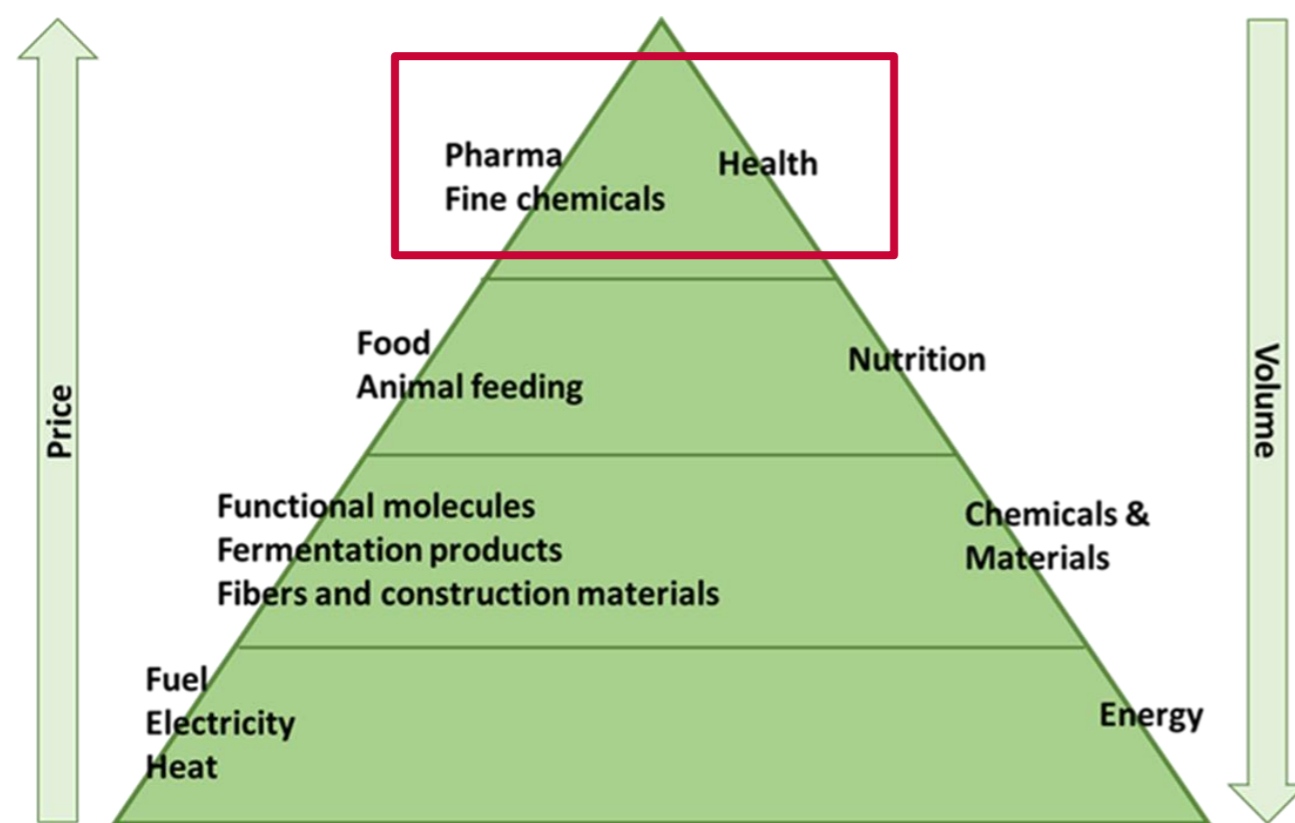 Pharma
Fine chemicals
Health
Food
Animal feeding
Nutrition
Price
Volume
Functional molecules
Fermentation products
Fibers and construction materials
Chemicals &
Materials
Fuel
Electricity
Heat
Energy